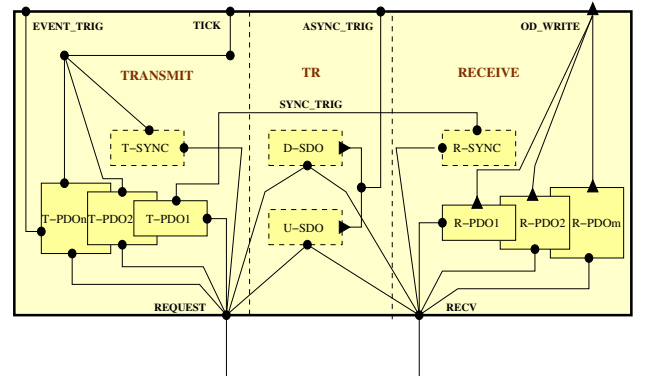 EVENT_TRIG TICK ASYNC_TRIG OD_WRITE
TRANSMIT TR RECEIVE
SYNC_TRIG
T−SYNC D−SDO R−SYNC
T−PDOn T−PDO2 T−PDO1 U−SDO R−PDO1 R−PDO2 R−PDOm
REQUEST RECV